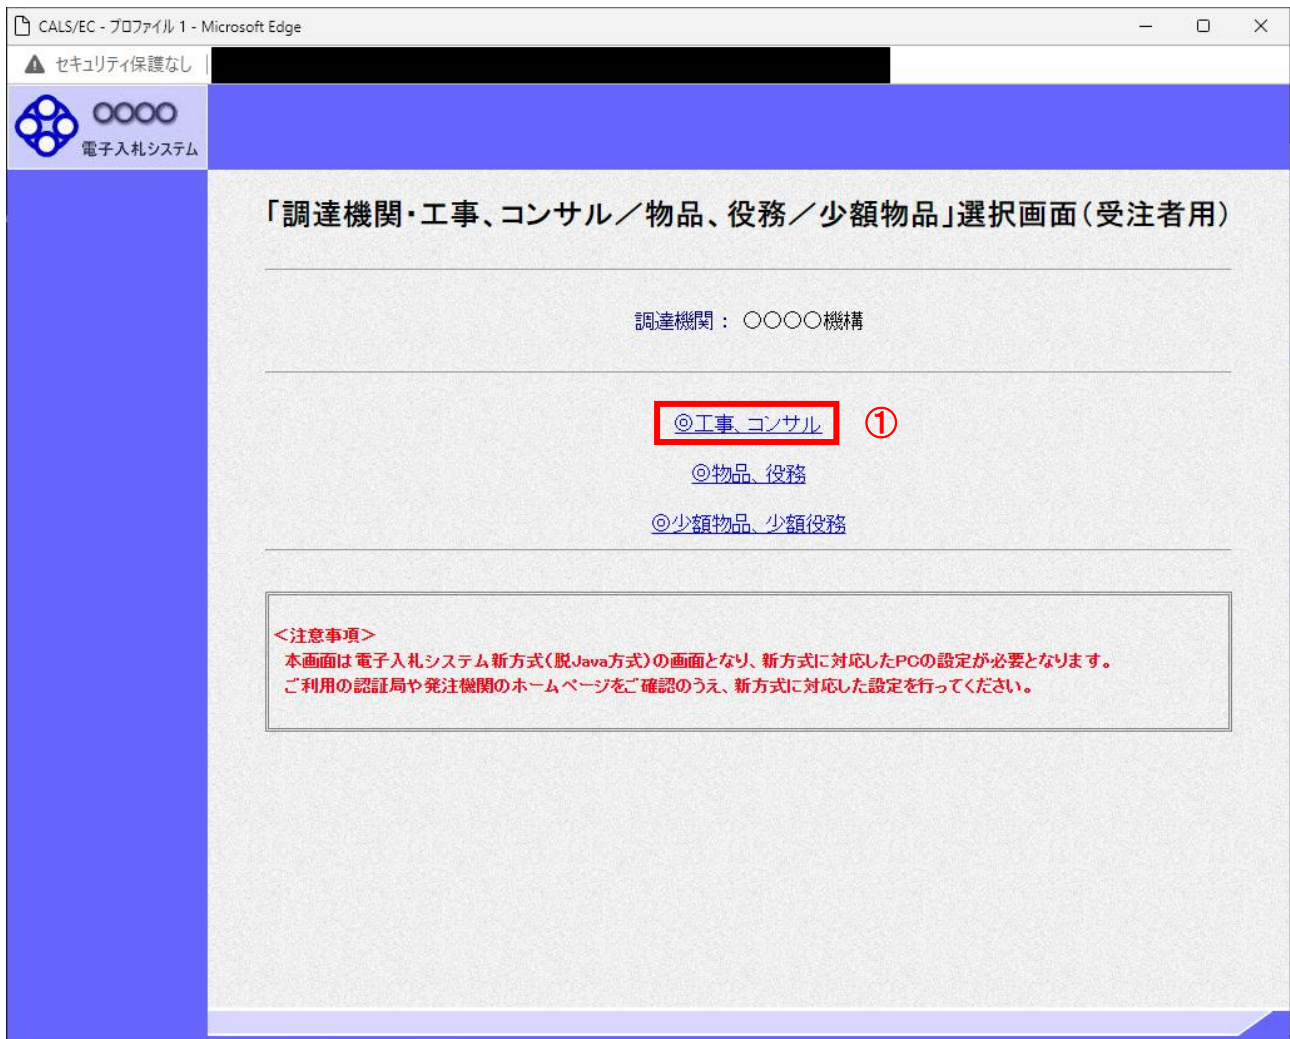 CALS/EC - プロファイル 1 - Microsoft Edge
セキュリティ保護なし
〇〇〇〇
電子入札システム
「調達機関・工事、コンサル／物品、役務／少額物品」選択画面（受注者用）
調達機関： 〇〇〇〇機構
◎工事、コンサル ①
◎物品、役務
◎少額物品、少額役務
＜注意事項＞
本画面は電子入札システム新方式（脱Java方式）の画面となり、新方式に対応したPCの設定が必要となります。
ご利用の認証局や発注機関のホームページをご確認のうえ、新方式に対応した設定を行ってください。